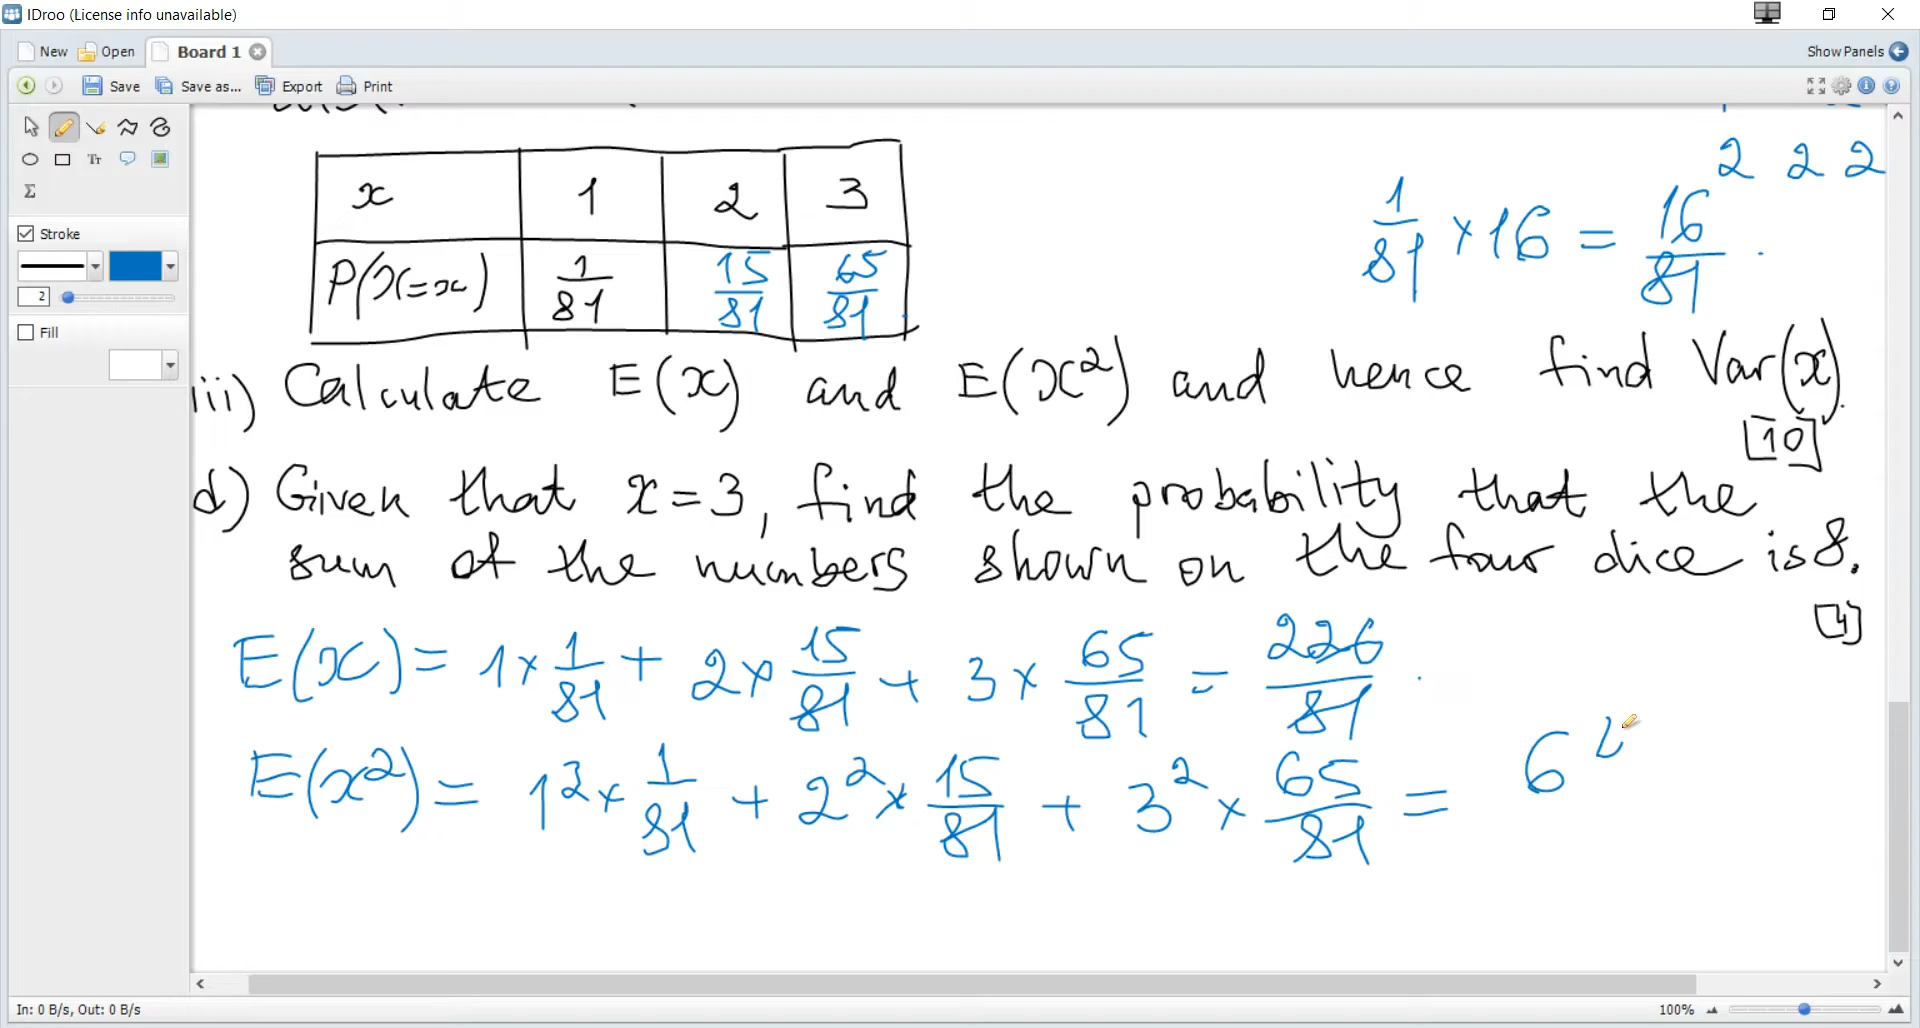 IDroo (License info unavailable)
New Open Board 1 Show Panels
Save Save as... Export Print
2 2 2
1/81 × 16 = 16/81 .
x 1 2 3
P(X=x) 1/81 15/81 65/81
Stroke
2
Fill
Tr
Σ
iii) Calculate E(x) and E(x²) and hence find Var(x).
[10]
d) Given that x = 3, find the probability that the
sum of the numbers shown on the four dice is 8.
[4]
E(x) = 1 × 1/81 + 2 × 15/81 + 3 × 65/81 = 226/81 .
E(x²) = 1² × 1/81 + 2² × 15/81 + 3² × 65/81 = 6
In: 0 B/s, Out: 0 B/s 100%